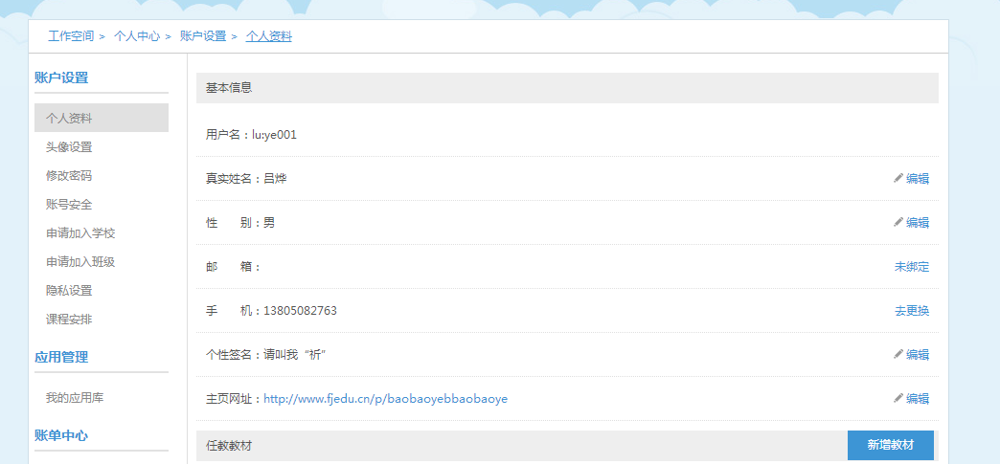 工作空间 > 个人中心 > 账户设置 > 个人资料
账户设置
个人资料
头像设置
修改密码
账号安全
申请加入学校
申请加入班级
隐私设置
课程安排
应用管理
我的应用库
账单中心
基本信息
用户名：lu:ye001
真实姓名：吕烨 编辑
性 别：男 编辑
邮 箱： 未绑定
手 机：13805082763 去更换
个性签名：请叫我“祈” 编辑
主页网址：http://www.fjedu.cn/p/baobaoyebbaobaoye 编辑
任教教材 新增教材